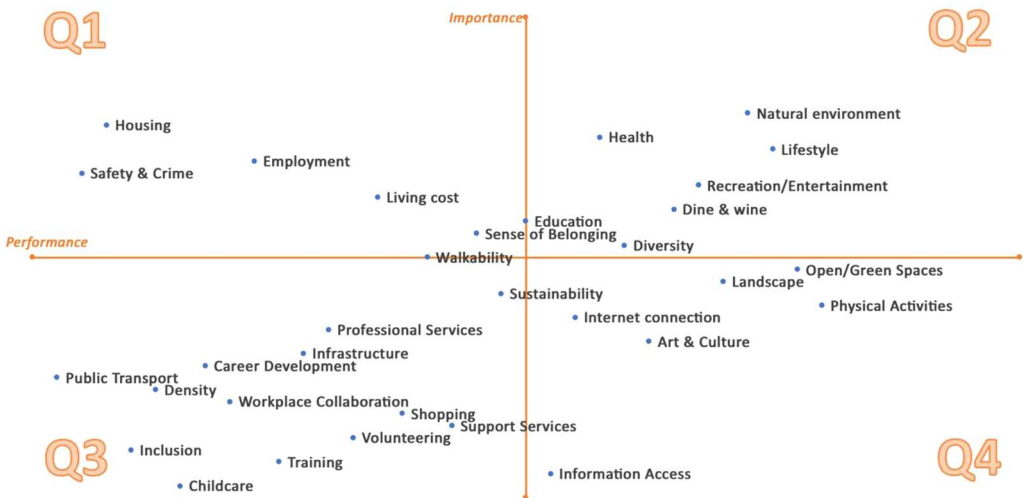 Q1
Importance
Q2
Natural environment
Housing
Health
Lifestyle
Employment
Safety & Crime
Recreation/Entertainment
Living cost
Dine & wine
Education
Sense of Belonging
Performance
Diversity
Walkability
Open/Green Spaces
Landscape
Sustainability
Physical Activities
Internet connection
Professional Services
Art & Culture
Infrastructure
Career Development
Public Transport
Density
Workplace Collaboration
Shopping
Support Services
Volunteering
Q3
Inclusion
Q4
Training
Information Access
Childcare